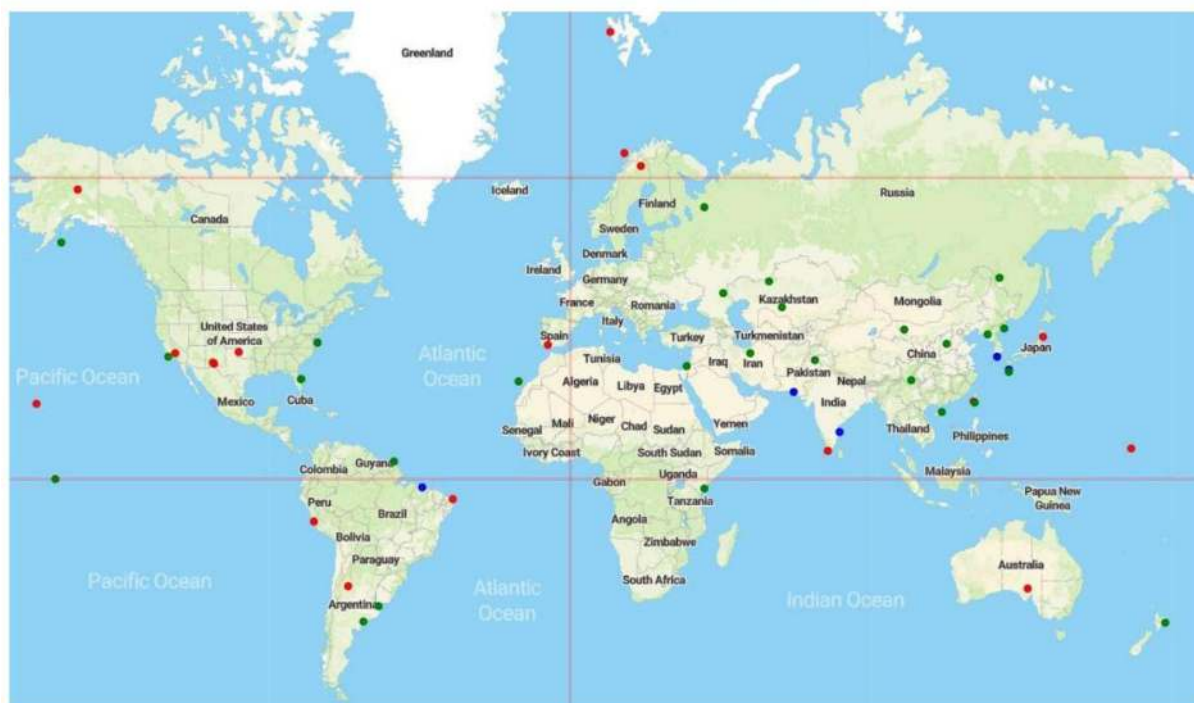 Greenland
Iceland
Russia
Finland
Canada
Sweden
Denmark
Ireland
Germany
Kazakhstan
Mongolia
France
Romania
United States
of America
Italy
Spain
Turkey
Turkmenistan
Japan
China
Atlantic
Ocean
Tunisia
Iraq
Iran
Pacific Ocean
Pakistan
Nepal
Algeria
Libya
Egypt
Cuba
Mexico
India
Niger
Mali
Chad
Sudan
Yemen
Senegal
Thailand
Philippines
Ivory Coast
South Sudan
Somalia
Guyana
Colombia
Uganda
Malaysia
Gabon
Peru
Tanzania
Papua New
Guinea
Brazil
Angola
Bolivia
Zimbabwe
Paraguay
Australia
Pacific Ocean
South Africa
Atlantic
Ocean
Indian Ocean
Argentina